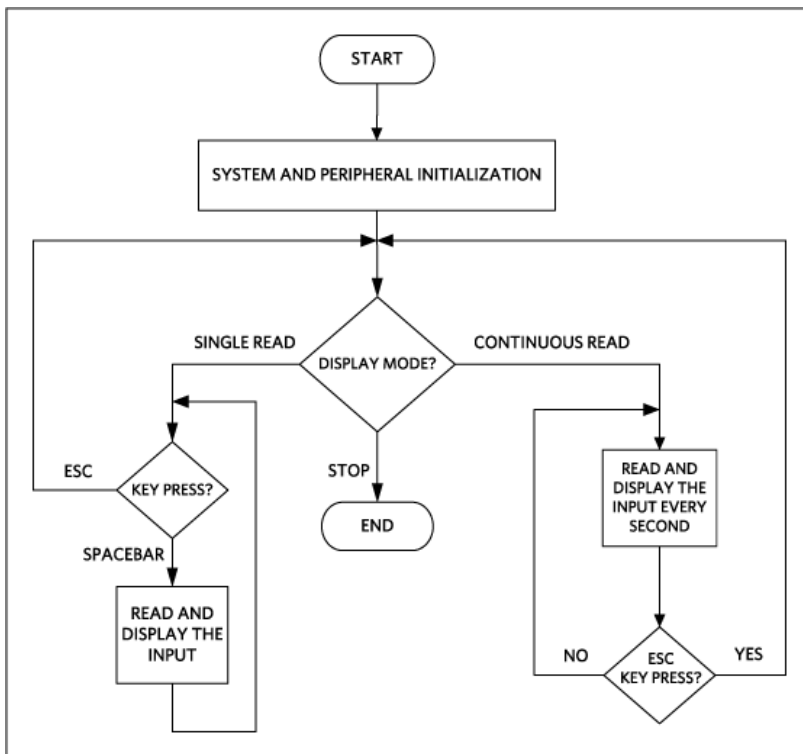 START
SYSTEM AND PERIPHERAL INITIALIZATION
SINGLE READ
DISPLAY MODE?
CONTINUOUS READ
ESC
KEY PRESS?
STOP
END
READ AND
DISPLAY THE
INPUT EVERY
SECOND
SPACEBAR
READ AND
DISPLAY THE
INPUT
NO
ESC
KEY PRESS?
YES